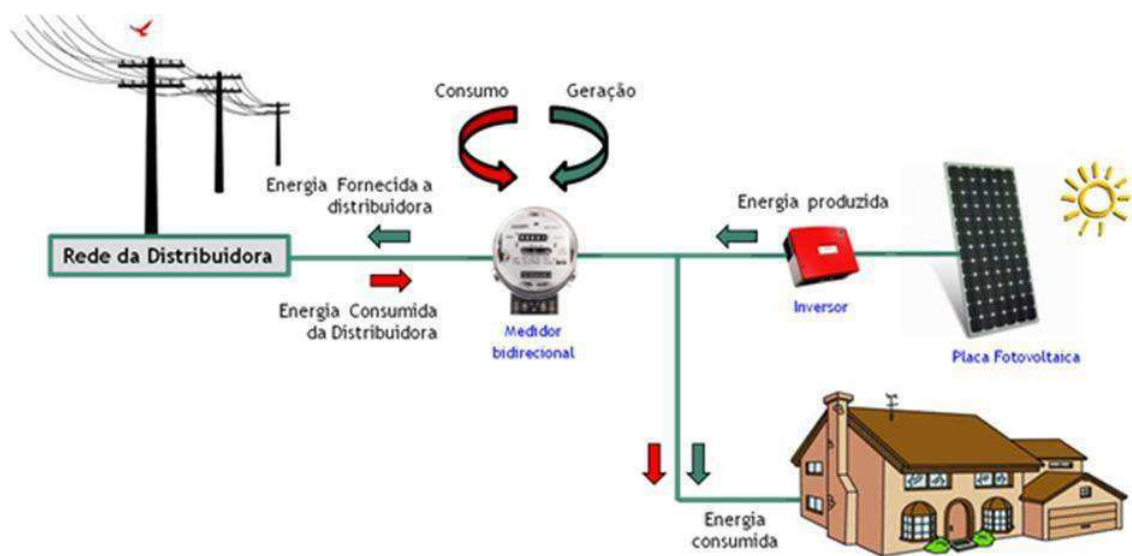 Consumo
Geração
Energia Fornecida a
distribuidora
Energia produzida
Rede da Distribuidora
Energia Consumida
da Distribuidora
Medidor
bidirecional
Inversor
Placa Fotovoltaica
Energia
consumida